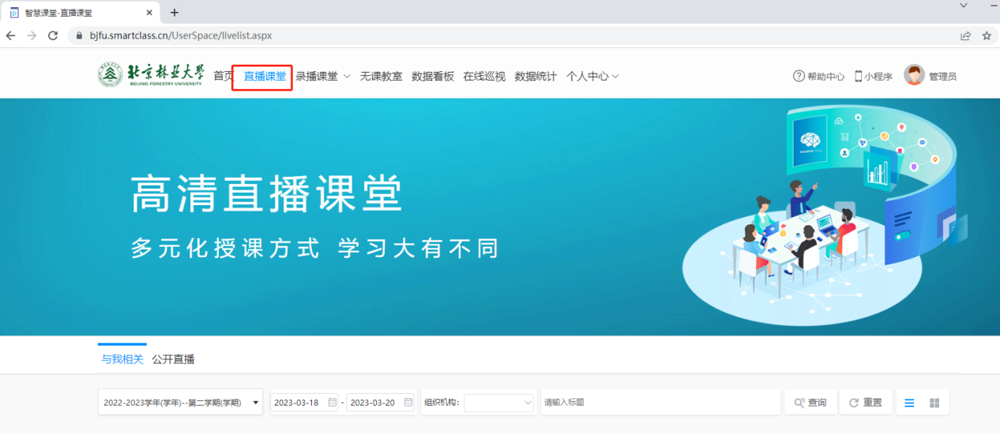 智慧课堂-直播课堂
bjfu.smartclass.cn/UserSpace/livelist.aspx
北京林业大学
BEIJING FORESTRY UNIVERSITY
首页 直播课堂 录播课堂 无课教室 数据看板 在线巡视 数据统计 个人中心 帮助中心 小程序 管理员
高清直播课堂
多元化授课方式 学习大有不同
与我相关 公开直播
2022-2023学年(学年)--第二学期(学期) 2023-03-18 - 2023-03-20 组织机构: 请输入标题 查询 重置